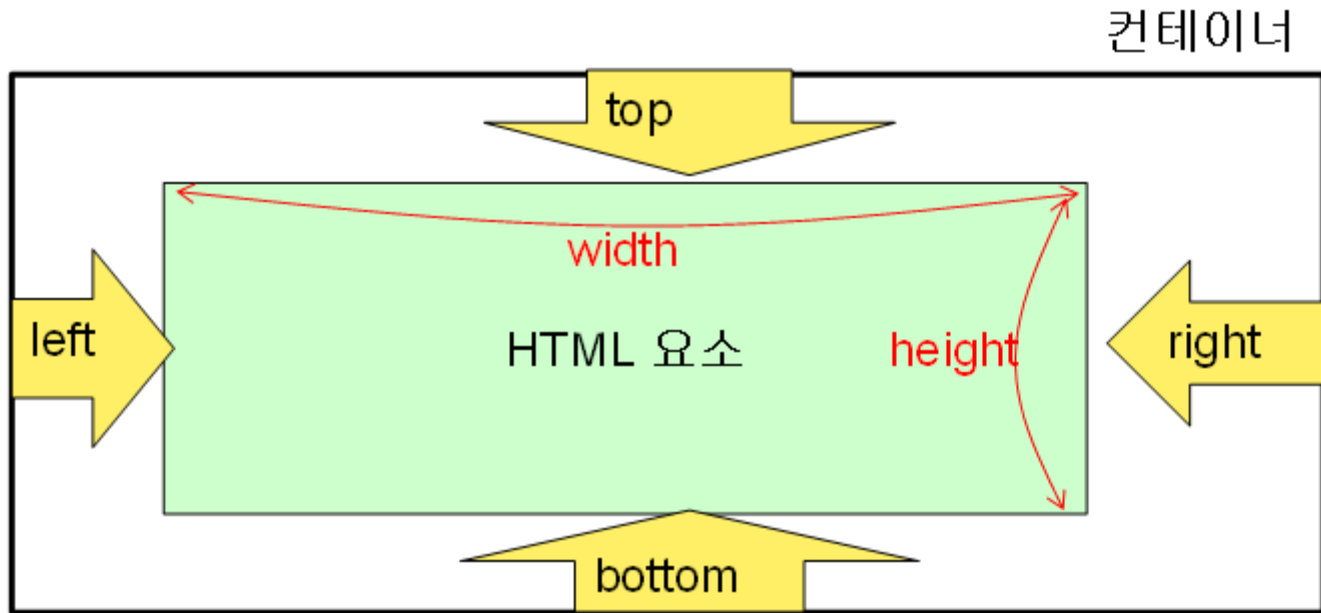 컨테이너
top
width
left
HTML 요소
height
right
bottom